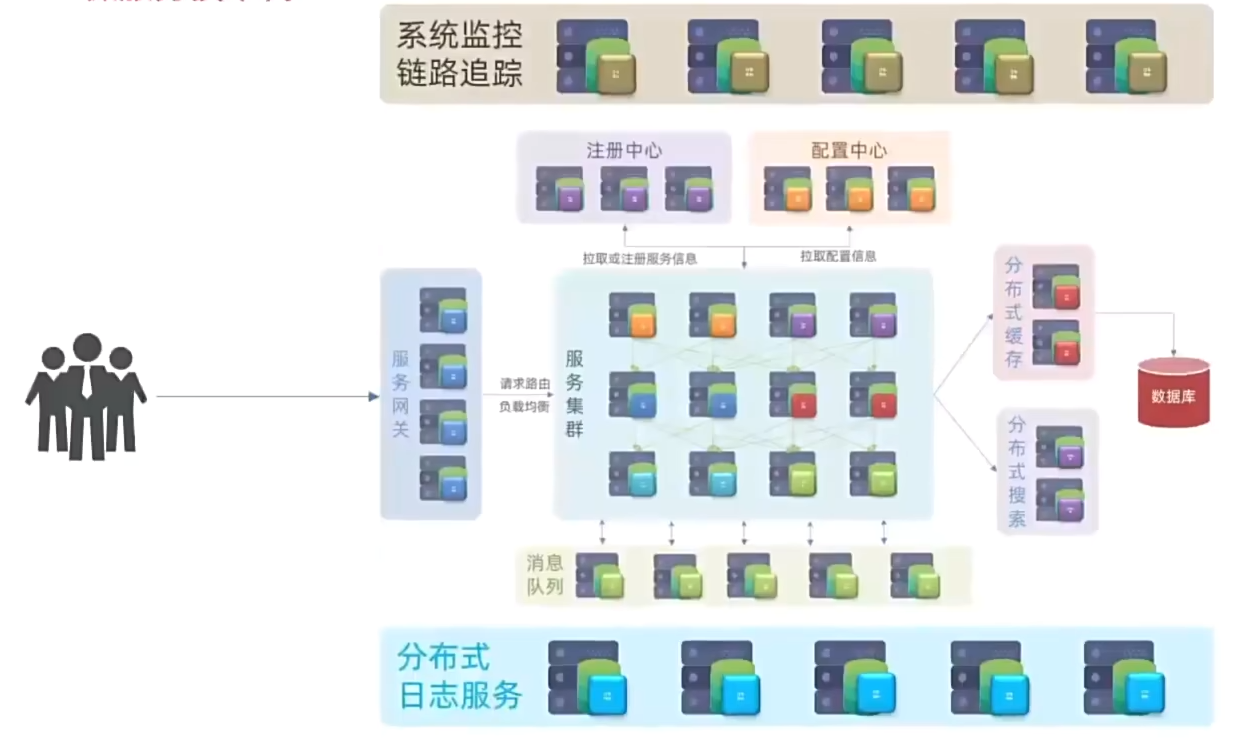 系统监控
链路追踪
注册中心
配置中心
拉取或注册服务信息
拉取配置信息
服务网关
请求路由
负载均衡
服务集群
分布式缓存
数据库
分布式搜索
消息
队列
分布式
日志服务